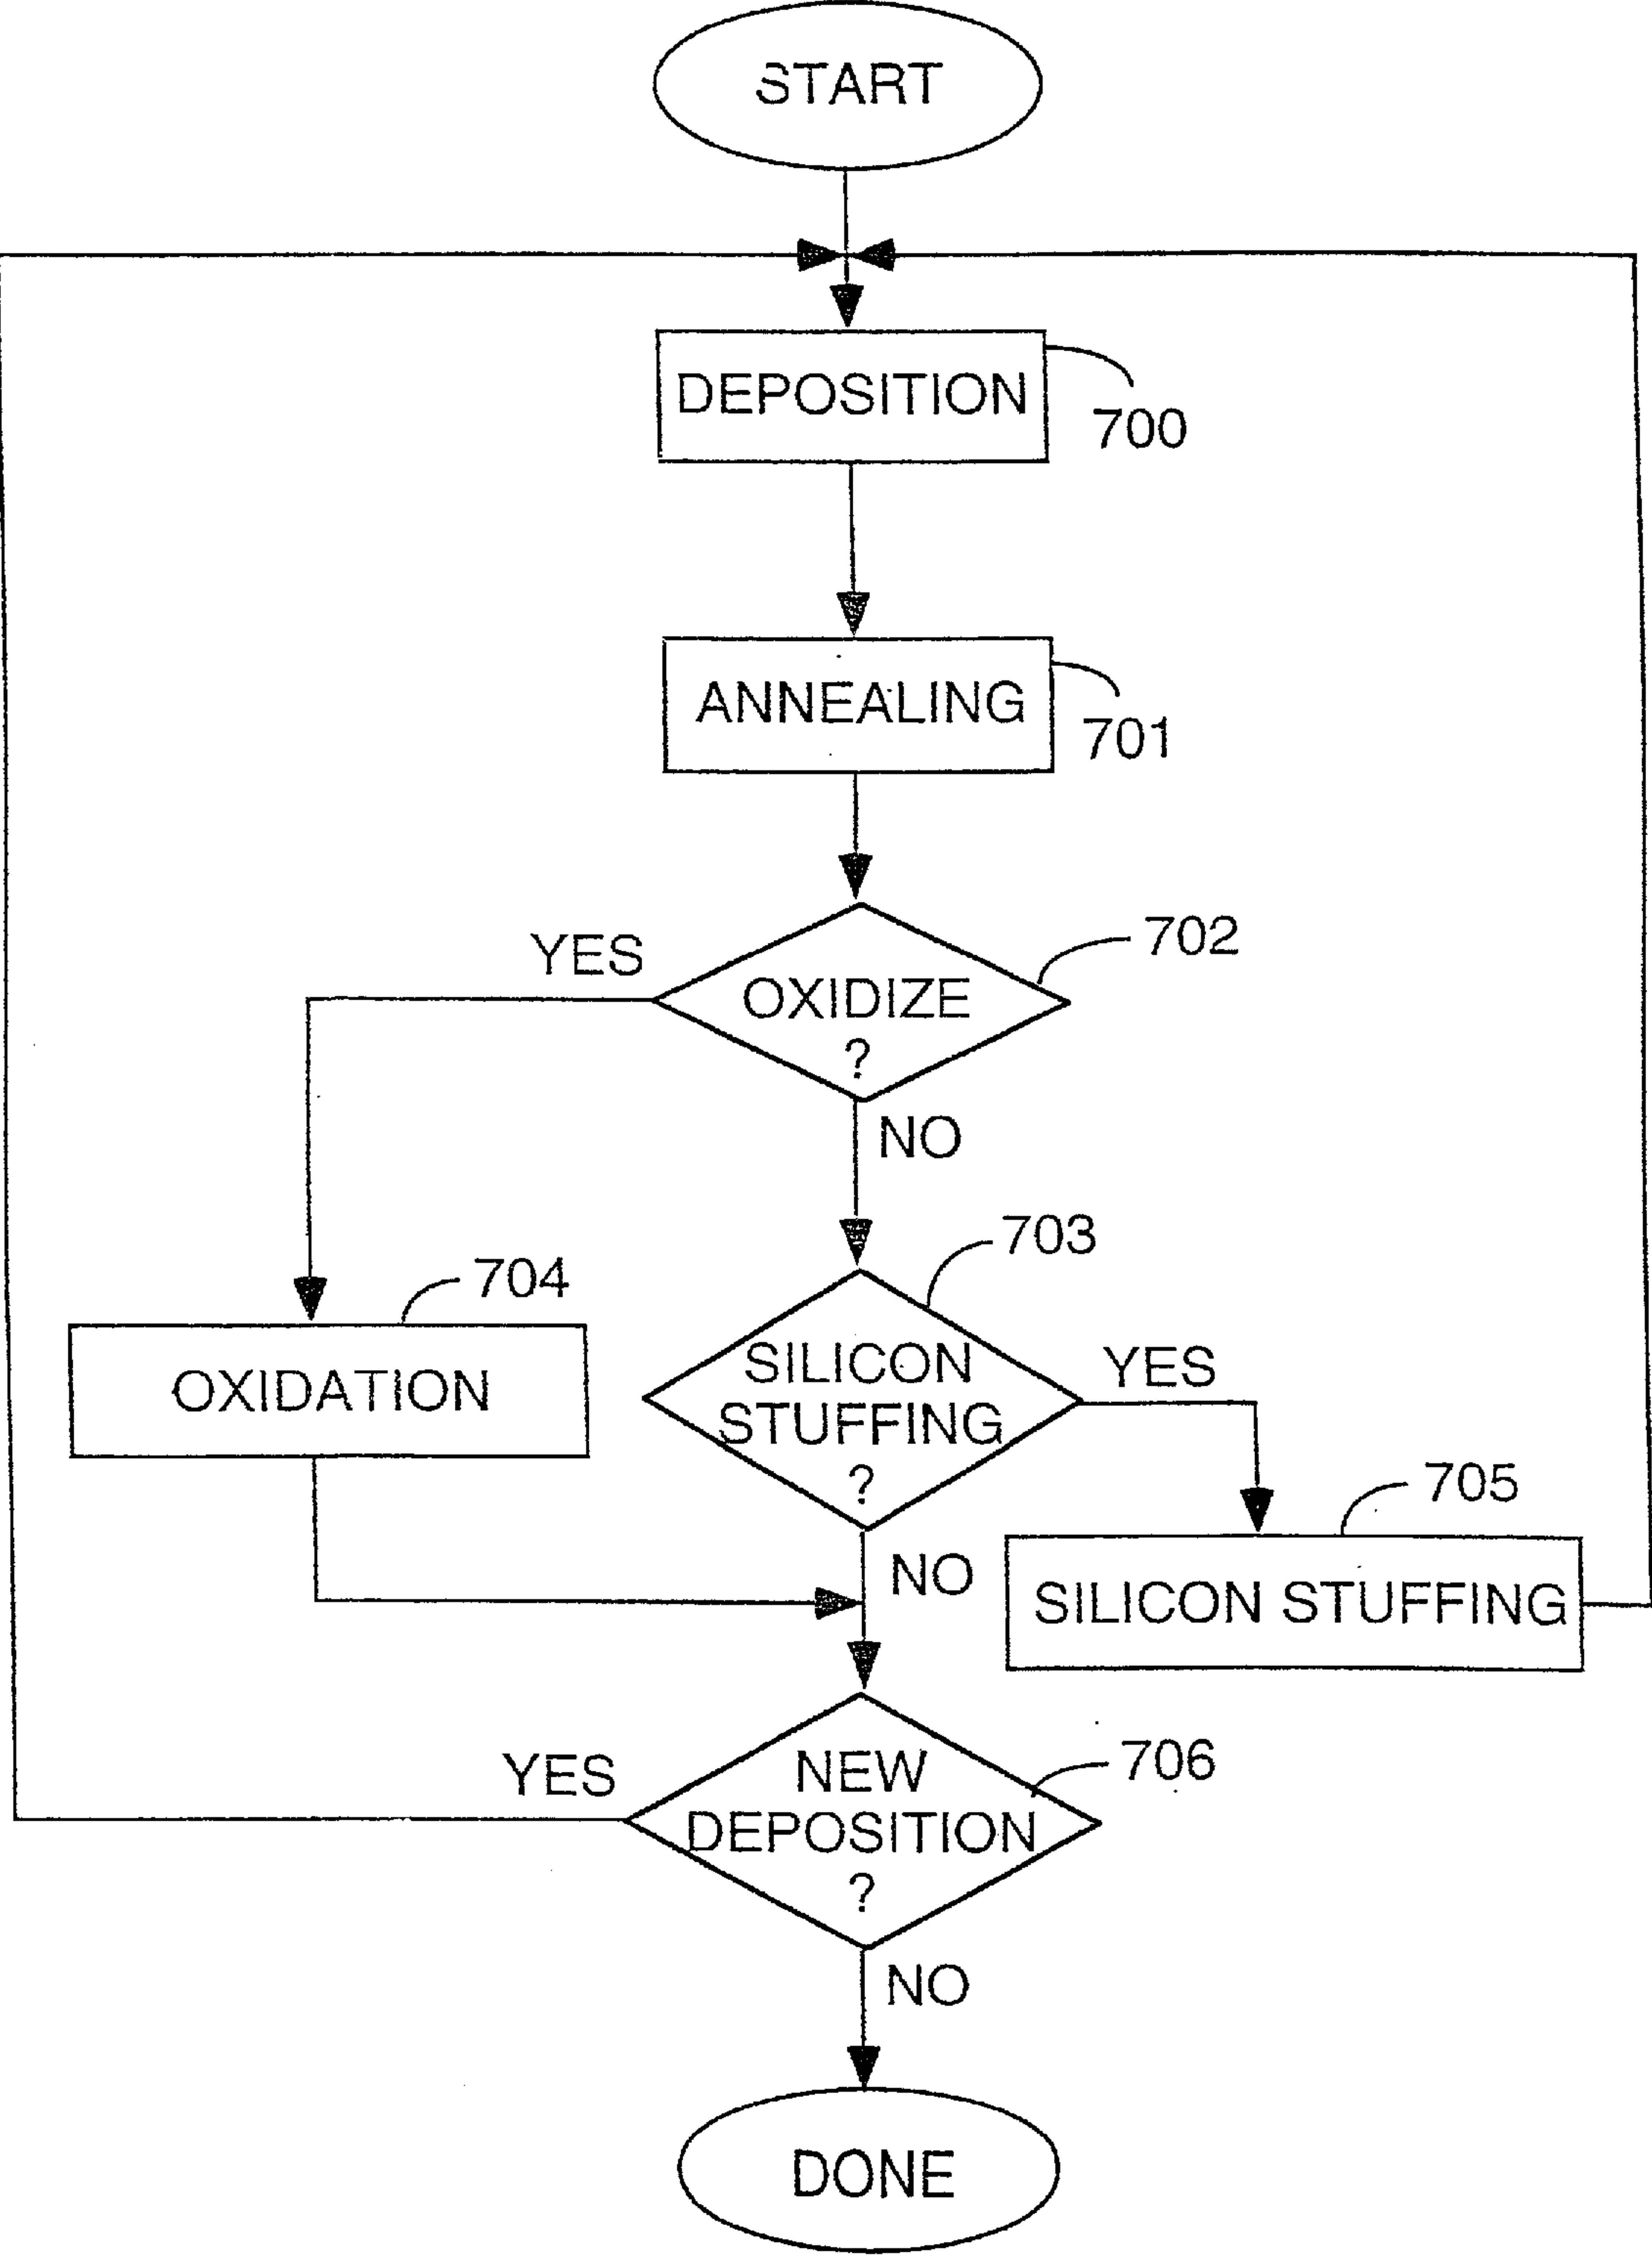 START
DEPOSITION
700
ANNEALING
701
702
YES
OXIDIZE
?
NO
703
704
SILICON
YES
OXIDATION
STUFFING
?
705
NO
SILICON STUFFING
706
YES
NEW
DEPOSITION
?
NO
DONE